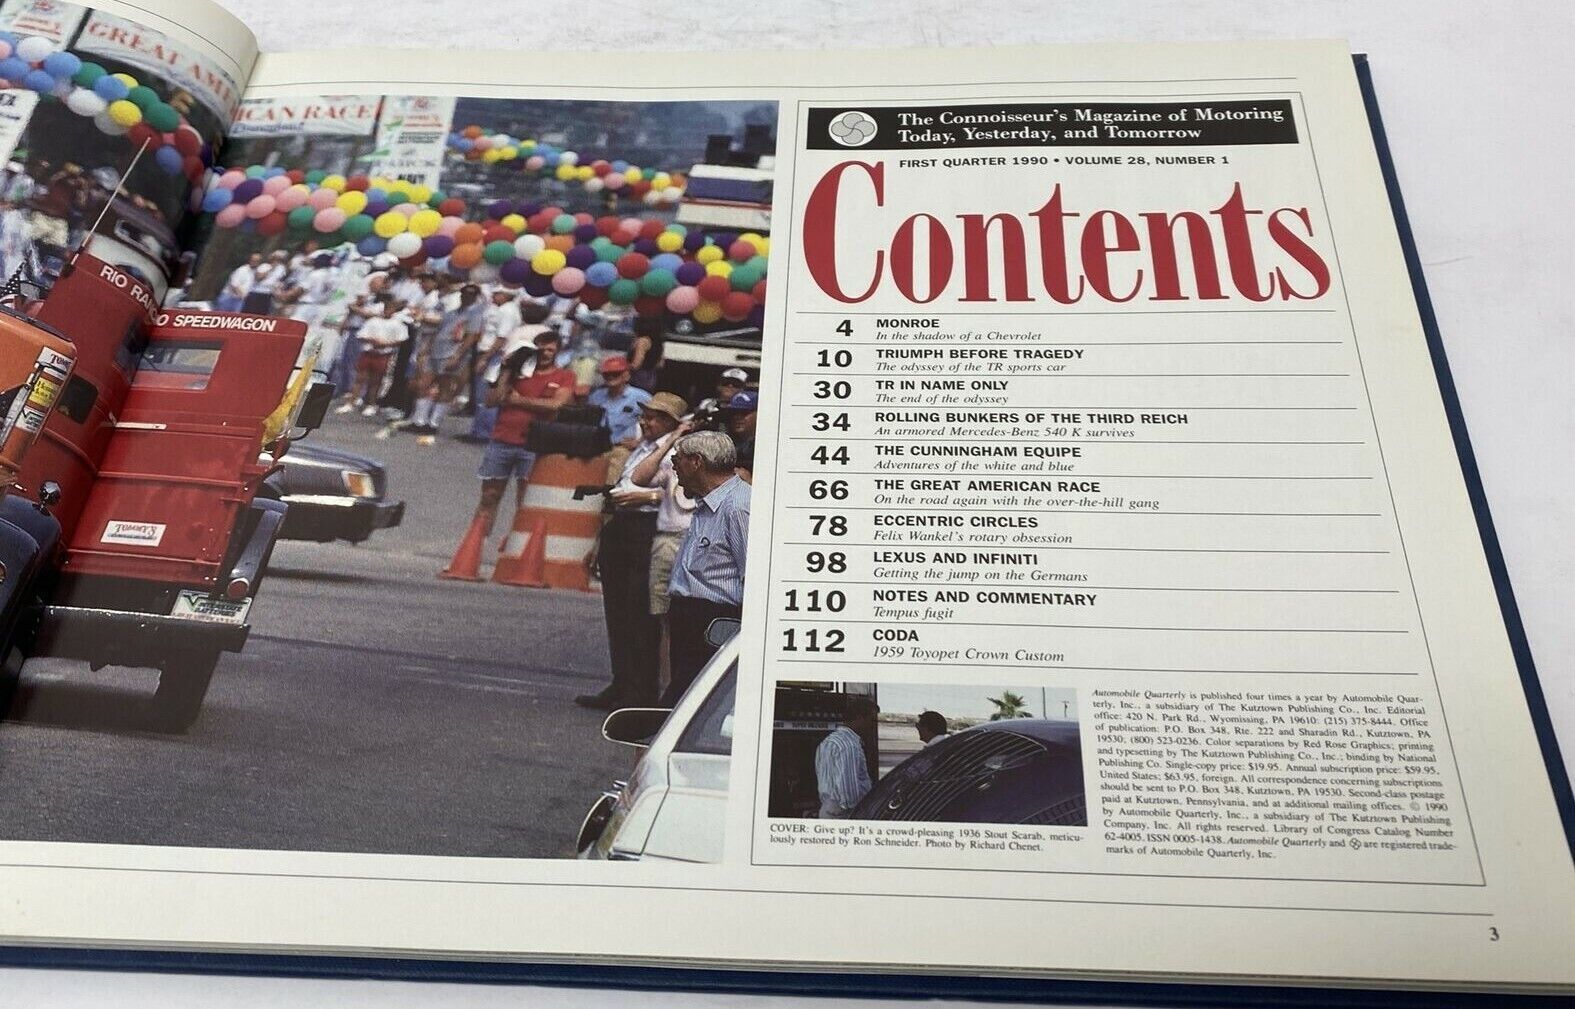 GREAT AM
ICAN RACE
RIO RAN
O SPEEDWAGON
The Connoisseur's Magazine of Motoring
Today, Yesterday, and Tomorrow
FIRST QUARTER 1990 • VOLUME 28, NUMBER 1
Contents
4 MONROE
In the shadow of a Chevrolet
10 TRIUMPH BEFORE TRAGEDY
The odyssey of the TR sports car
30 TR IN NAME ONLY
The end of the odyssey
34 ROLLING BUNKERS OF THE THIRD REICH
An armored Mercedes-Benz 540 K survives
44 THE CUNNINGHAM EQUIPE
Adventures of the white and blue
66 THE GREAT AMERICAN RACE
On the road again with the over-the-hill gang
78 ECCENTRIC CIRCLES
Felix Wankel's rotary obsession
98 LEXUS AND INFINITI
Getting the jump on the Germans
110 NOTES AND COMMENTARY
Tempus fugit
112 CODA
1959 Toyopet Crown Custom
COVER: Give up? It's a crowd-pleasing 1936 Stout Scarab, meticu-
lously restored by Ron Schneider. Photo by Richard Chenet.
Automobile Quarterly is published four times a year by Automobile Quar-
terly, Inc., a subsidiary of The Kutztown Publishing Co., Inc. Editorial
office: 420 N. Park Rd., Wyomissing, PA 19610: (215) 375-8444. Office
of publication: P.O. Box 348, Rte. 222 and Sharadin Rd., Kutztown, PA
19530; (800) 523-0236. Color separations by Red Rose Graphics; printing
and typesetting by The Kutztown Publishing Co., Inc.; binding by National
Publishing Co. Single-copy price: $19.95. Annual subscription price: $59.95,
United States; $63.95, foreign. All correspondence concerning subscriptions
should be sent to P.O. Box 348, Kutztown, PA 19530. Second-class postage
paid at Kutztown, Pennsylvania, and at additional mailing offices. © 1990
by Automobile Quarterly, Inc., a subsidiary of The Kutztown Publishing
Company, Inc. All rights reserved. Library of Congress Catalog Number
62-4005. ISSN 0005-1438. Automobile Quarterly and are registered trade-
marks of Automobile Quarterly, Inc.
3